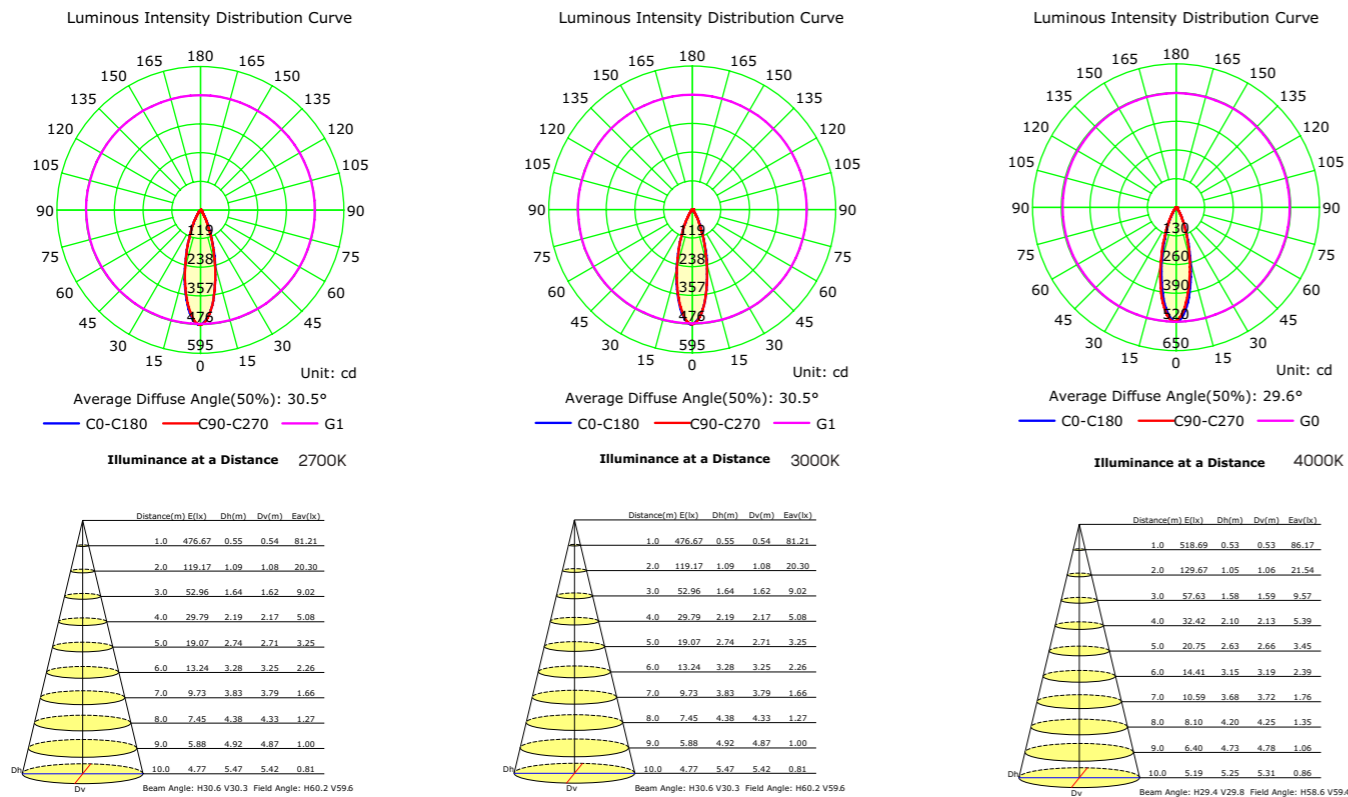 Luminous Intensity Distribution Curve
180
165 165
150 150
135 135
120 120
105 105
90 90
75 75
60 60
45 45
30 30
15 15
0
119
238
357
476
595
Unit: cd
Average Diffuse Angle(50%): 30.5°
C0-C180 C90-C270 G1
Illuminance at a Distance 2700K
Distance(m) E(lx) Dh(m) Dv(m) Eav(lx)
1.0 476.67 0.55 0.54 81.21
2.0 119.17 1.09 1.08 20.30
3.0 52.96 1.64 1.62 9.02
4.0 29.79 2.19 2.17 5.08
5.0 19.07 2.74 2.71 3.25
6.0 13.24 3.28 3.25 2.26
7.0 9.73 3.83 3.79 1.66
8.0 7.45 4.38 4.33 1.27
9.0 5.88 4.92 4.87 1.00
Dh 10.0 4.77 5.47 5.42 0.81
Dv Beam Angle: H30.6 V30.3 Field Angle: H60.2 V59.6
Luminous Intensity Distribution Curve
180
165 165
150 150
135 135
120 120
105 105
90 90
75 75
60 60
45 45
30 30
15 15
0
119
238
357
476
595
Unit: cd
Average Diffuse Angle(50%): 30.5°
C0-C180 C90-C270 G1
Illuminance at a Distance 3000K
Distance(m) E(lx) Dh(m) Dv(m) Eav(lx)
1.0 476.67 0.55 0.54 81.21
2.0 119.17 1.09 1.08 20.30
3.0 52.96 1.64 1.62 9.02
4.0 29.79 2.19 2.17 5.08
5.0 19.07 2.74 2.71 3.25
6.0 13.24 3.28 3.25 2.26
7.0 9.73 3.83 3.79 1.66
8.0 7.45 4.38 4.33 1.27
9.0 5.88 4.92 4.87 1.00
Dh 10.0 4.77 5.47 5.42 0.81
Dv Beam Angle: H30.6 V30.3 Field Angle: H60.2 V59.6
Luminous Intensity Distribution Curve
180
165 165
150 150
135 135
120 120
105 105
90 90
75 75
60 60
45 45
30 30
15 15
0
130
260
390
520
650
Unit: cd
Average Diffuse Angle(50%): 29.6°
C0-C180 C90-C270 G0
Illuminance at a Distance 4000K
Distance(m) E(lx) Dh(m) Dv(m) Eav(lx)
1.0 518.69 0.53 0.53 86.17
2.0 129.67 1.05 1.06 21.54
3.0 57.63 1.58 1.59 9.57
4.0 32.42 2.10 2.13 5.39
5.0 20.75 2.63 2.66 3.45
6.0 14.41 3.15 3.19 2.39
7.0 10.59 3.68 3.72 1.76
8.0 8.10 4.20 4.25 1.35
9.0 6.40 4.73 4.78 1.06
Dh 10.0 5.19 5.25 5.31 0.86
Dv Beam Angle: H29.4 V29.8 Field Angle: H58.6 V59.4